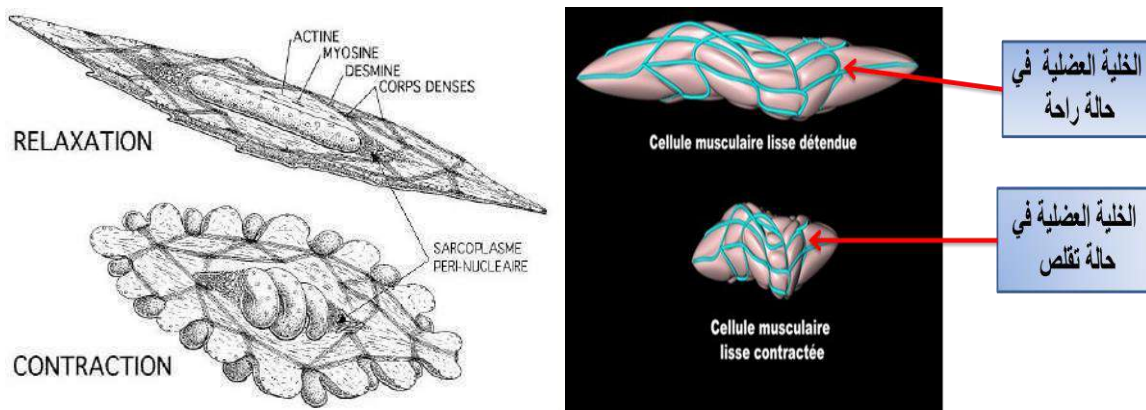 ACTINE
MYOSINE
DESMINE
CORPS DENSES
RELAXATION
SARCOPLASME
PERI-NUCLEAIRE
CONTRACTION
Cellule musculaire lisse détendue
Cellule musculaire
lisse contractée
الخلية العضلية في
حالة راحة
الخلية العضلية في
حالة تقلص